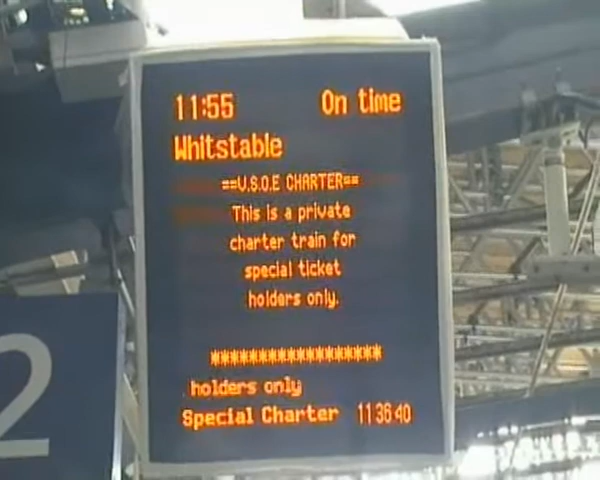 11:55 On time
Whitstable
==V.S.O.E CHARTER==
This is a private
charter train for
special ticket
holders only.
******************
holders only
Special Charter 11 36 40
2